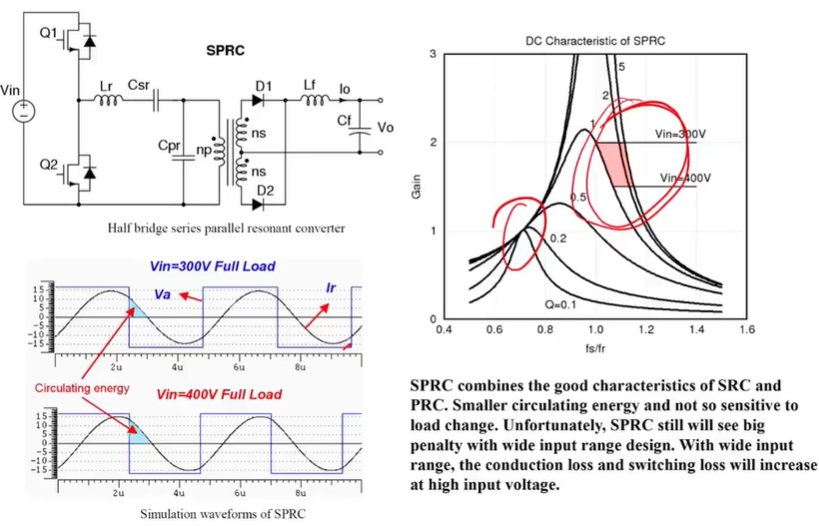 SPRC
Q1
Vin
Lr
Csr
D1
Lf
Io
Cpr
np
ns
Cf
Vo
Q2
ns
D2
Half bridge series parallel resonant converter
DC Characteristic of SPRC
3
2
1
0
Gain
5
2
1
0.5
0.2
Q=0.1
Vin=300V
Vin=400V
0.4 0.6 0.8 1.0 1.2 1.4 1.6
fs/fr
Vin=300V Full Load
15
10
5
0
-5
-10
-15
Va
Ir
2u 4u 6u 8u
Circulating energy
Vin=400V Full Load
15
10
5
0
-5
-10
-15
2u 4u 6u 8u
Simulation waveforms of SPRC
SPRC combines the good characteristics of SRC and
PRC. Smaller circulating energy and not so sensitive to
load change. Unfortunately, SPRC still will see big
penalty with wide input range design. With wide input
range, the conduction loss and switching loss will increase
at high input voltage.